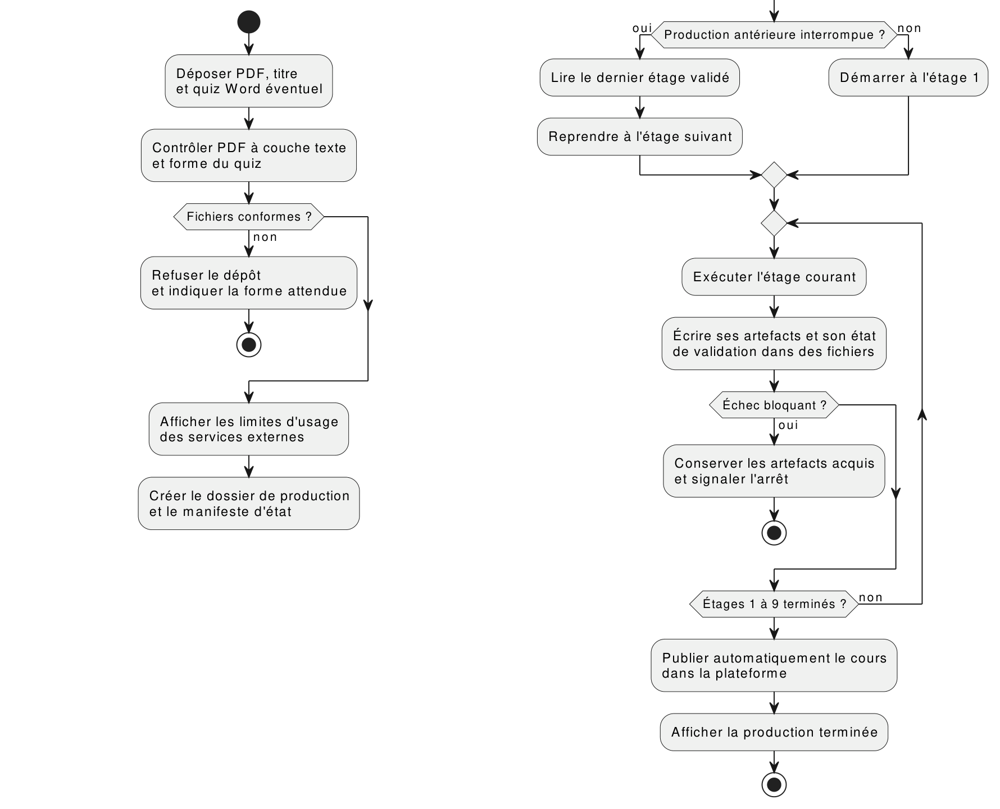 Déposer PDF, titre
et quiz Word éventuel
Contrôler PDF à couche texte
et forme du quiz
Fichiers conformes ?
non
Refuser le dépôt
et indiquer la forme attendue
Afficher les limites d'usage
des services externes
Créer le dossier de production
et le manifeste d'état
oui
Production antérieure interrompue ?
non
Lire le dernier étage validé
Démarrer à l'étage 1
Reprendre à l'étage suivant
Exécuter l'étage courant
Écrire ses artefacts et son état
de validation dans des fichiers
Échec bloquant ?
oui
Conserver les artefacts acquis
et signaler l'arrêt
Étages 1 à 9 terminés ?
non
Publier automatiquement le cours
dans la plateforme
Afficher la production terminée